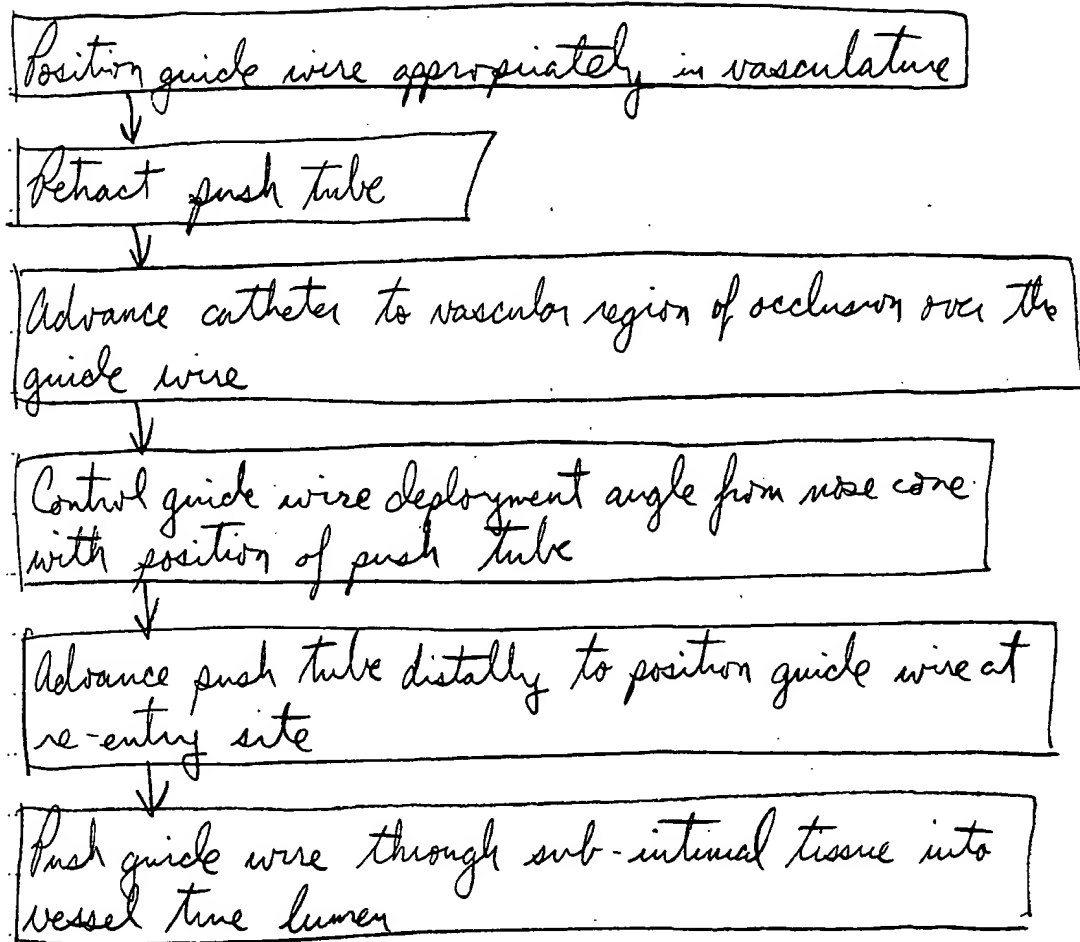 Position guide wire appropriately in vasculature
Retract push tube
Advance catheter to vascular region of occlusion over the
guide wire
Control guide wire deployment angle from nose cone
with position of push tube
Advance push tube distally to position guide wire at
re-entry site
Push guide wire through sub-intimal tissue into
vessel true lumen